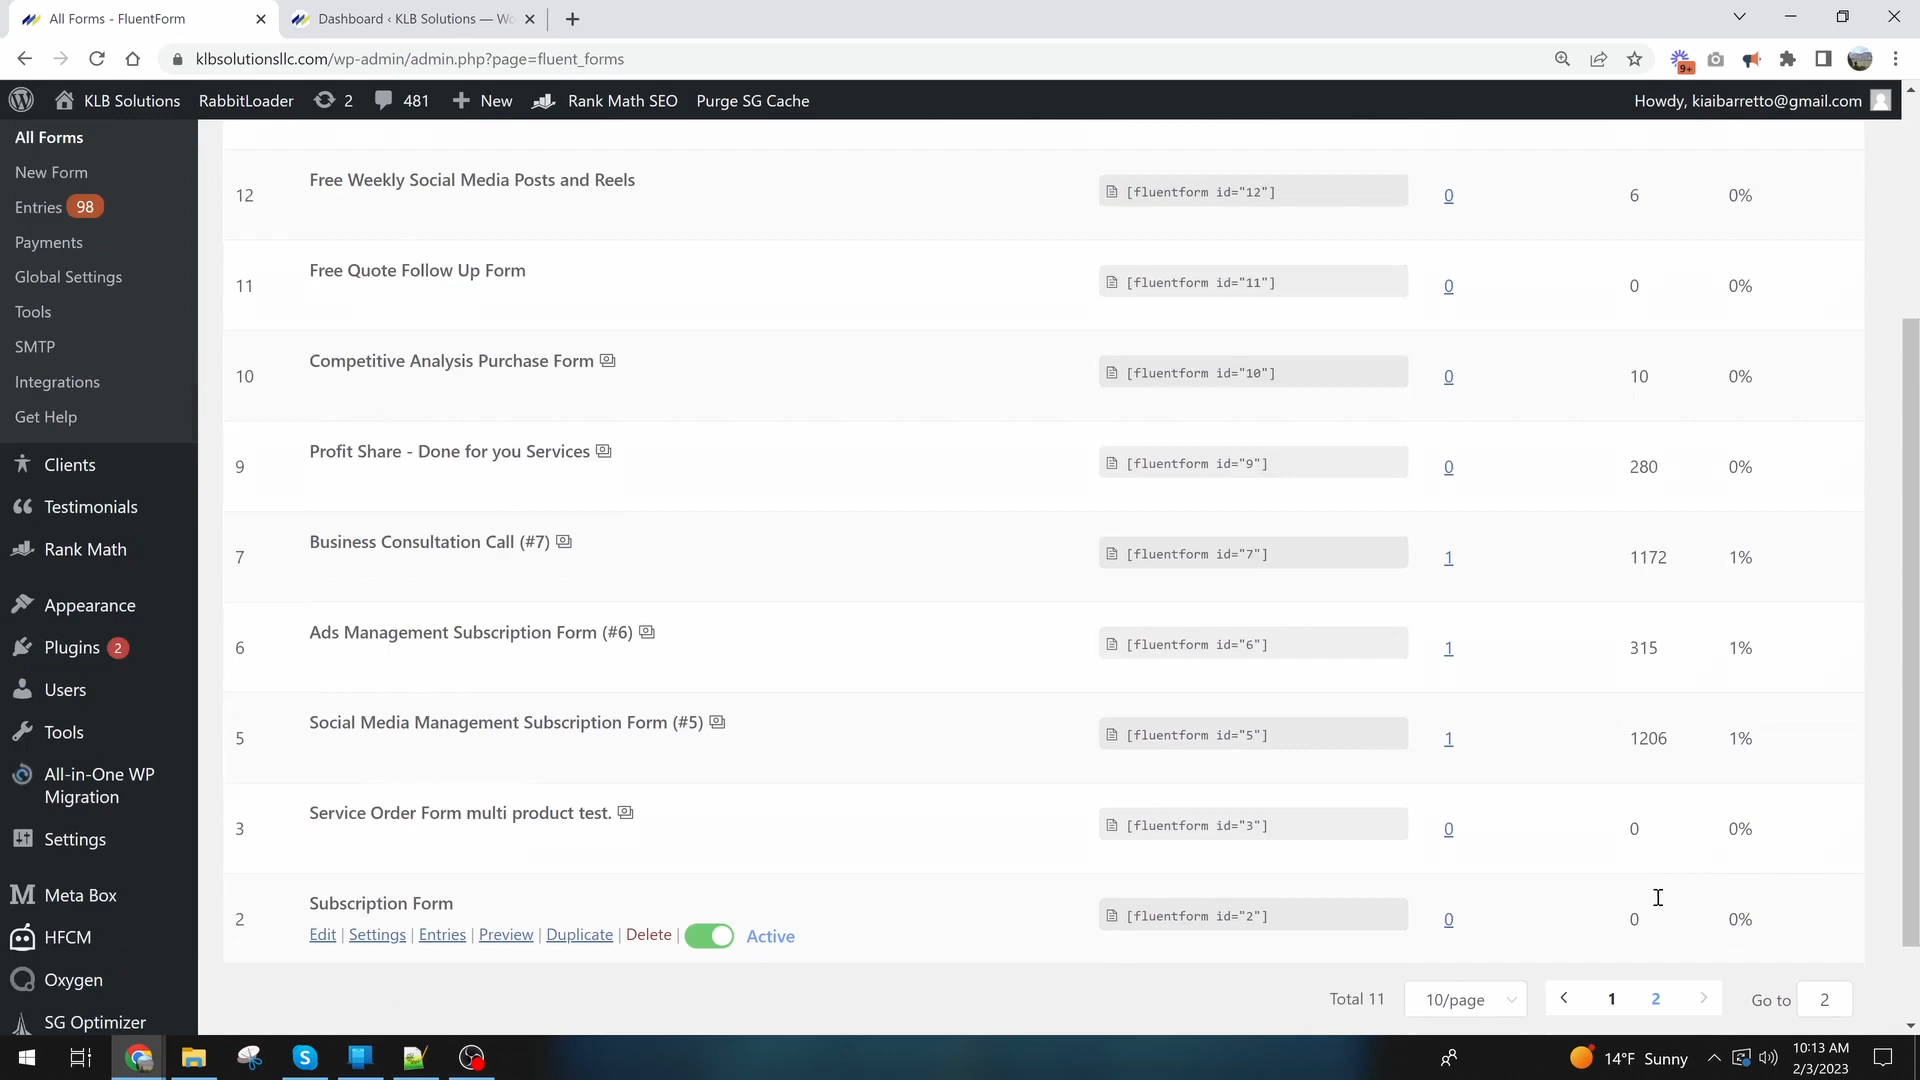 All Forms - FluentForm
Dashboard ‹ KLB Solutions — Wo
klbsolutionsllc.com/wp-admin/admin.php?page=fluent_forms
9+
KLB Solutions
RabbitLoader
2
481
New
Rank Math SEO
Purge SG Cache
Howdy, kiaibarretto@gmail.com
All Forms
New Form
Entries 98
Payments
Global Settings
Tools
SMTP
Integrations
Get Help
Clients
Testimonials
Rank Math
Appearance
Plugins 2
Users
Tools
All-in-One WP
Migration
Settings
Meta Box
HFCM
Oxygen
SG Optimizer
12 Free Weekly Social Media Posts and Reels [fluentform id="12"] 0 6 0%
11 Free Quote Follow Up Form [fluentform id="11"] 0 0 0%
10 Competitive Analysis Purchase Form [fluentform id="10"] 0 10 0%
9 Profit Share - Done for you Services [fluentform id="9"] 0 280 0%
7 Business Consultation Call (#7) [fluentform id="7"] 1 1172 1%
6 Ads Management Subscription Form (#6) [fluentform id="6"] 1 315 1%
5 Social Media Management Subscription Form (#5) [fluentform id="5"] 1 1206 1%
3 Service Order Form multi product test. [fluentform id="3"] 0 0 0%
2 Subscription Form [fluentform id="2"] 0 0 0%
Edit | Settings | Entries | Preview | Duplicate | Delete | Active
Total 11 10/page 1 2 Go to 2
14°F Sunny
10:13 AM
2/3/2023